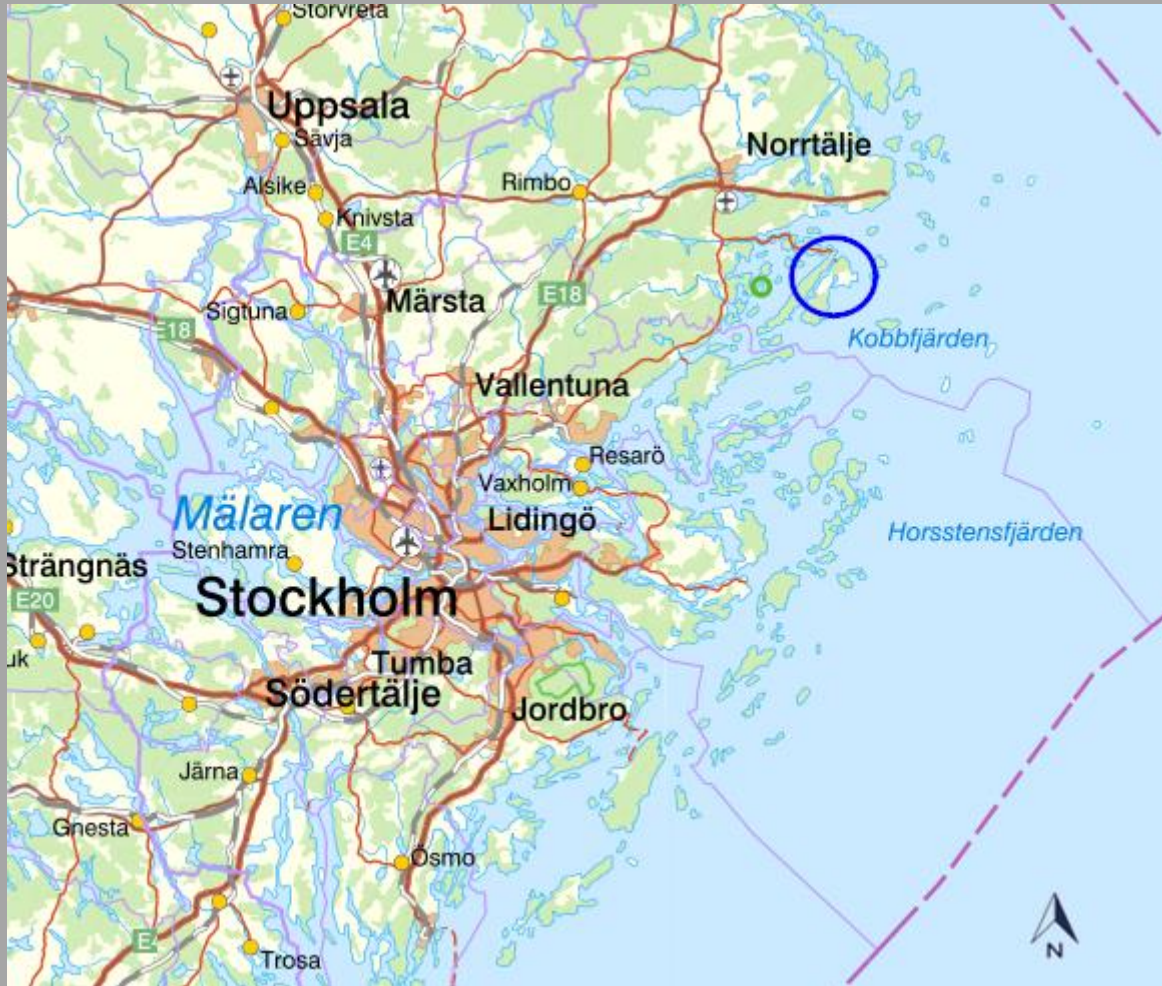 Storvreta
Uppsala
Sävja
Norrtälje
Alsike
Rimbo
Knivsta
E4
Märsta
E18
Sigtuna
E18
Kobbfjärden
Vallentuna
Resarö
Vaxholm
Mälaren
Lidingö
Horsstensfjärden
Stenhamra
Strängnäs
Stockholm
E20
uk
Tumba
Södertälje
Jordbro
Järna
Gnesta
Ösmo
E
Trosa
N